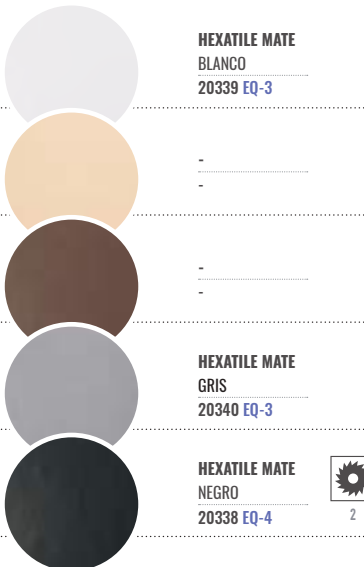 HEXATILE MATE
BLANCO
20339 EQ-3
-
-
-
-
HEXATILE MATE
GRIS
20340 EQ-3
HEXATILE MATE
NEGRO
20338 EQ-4
2